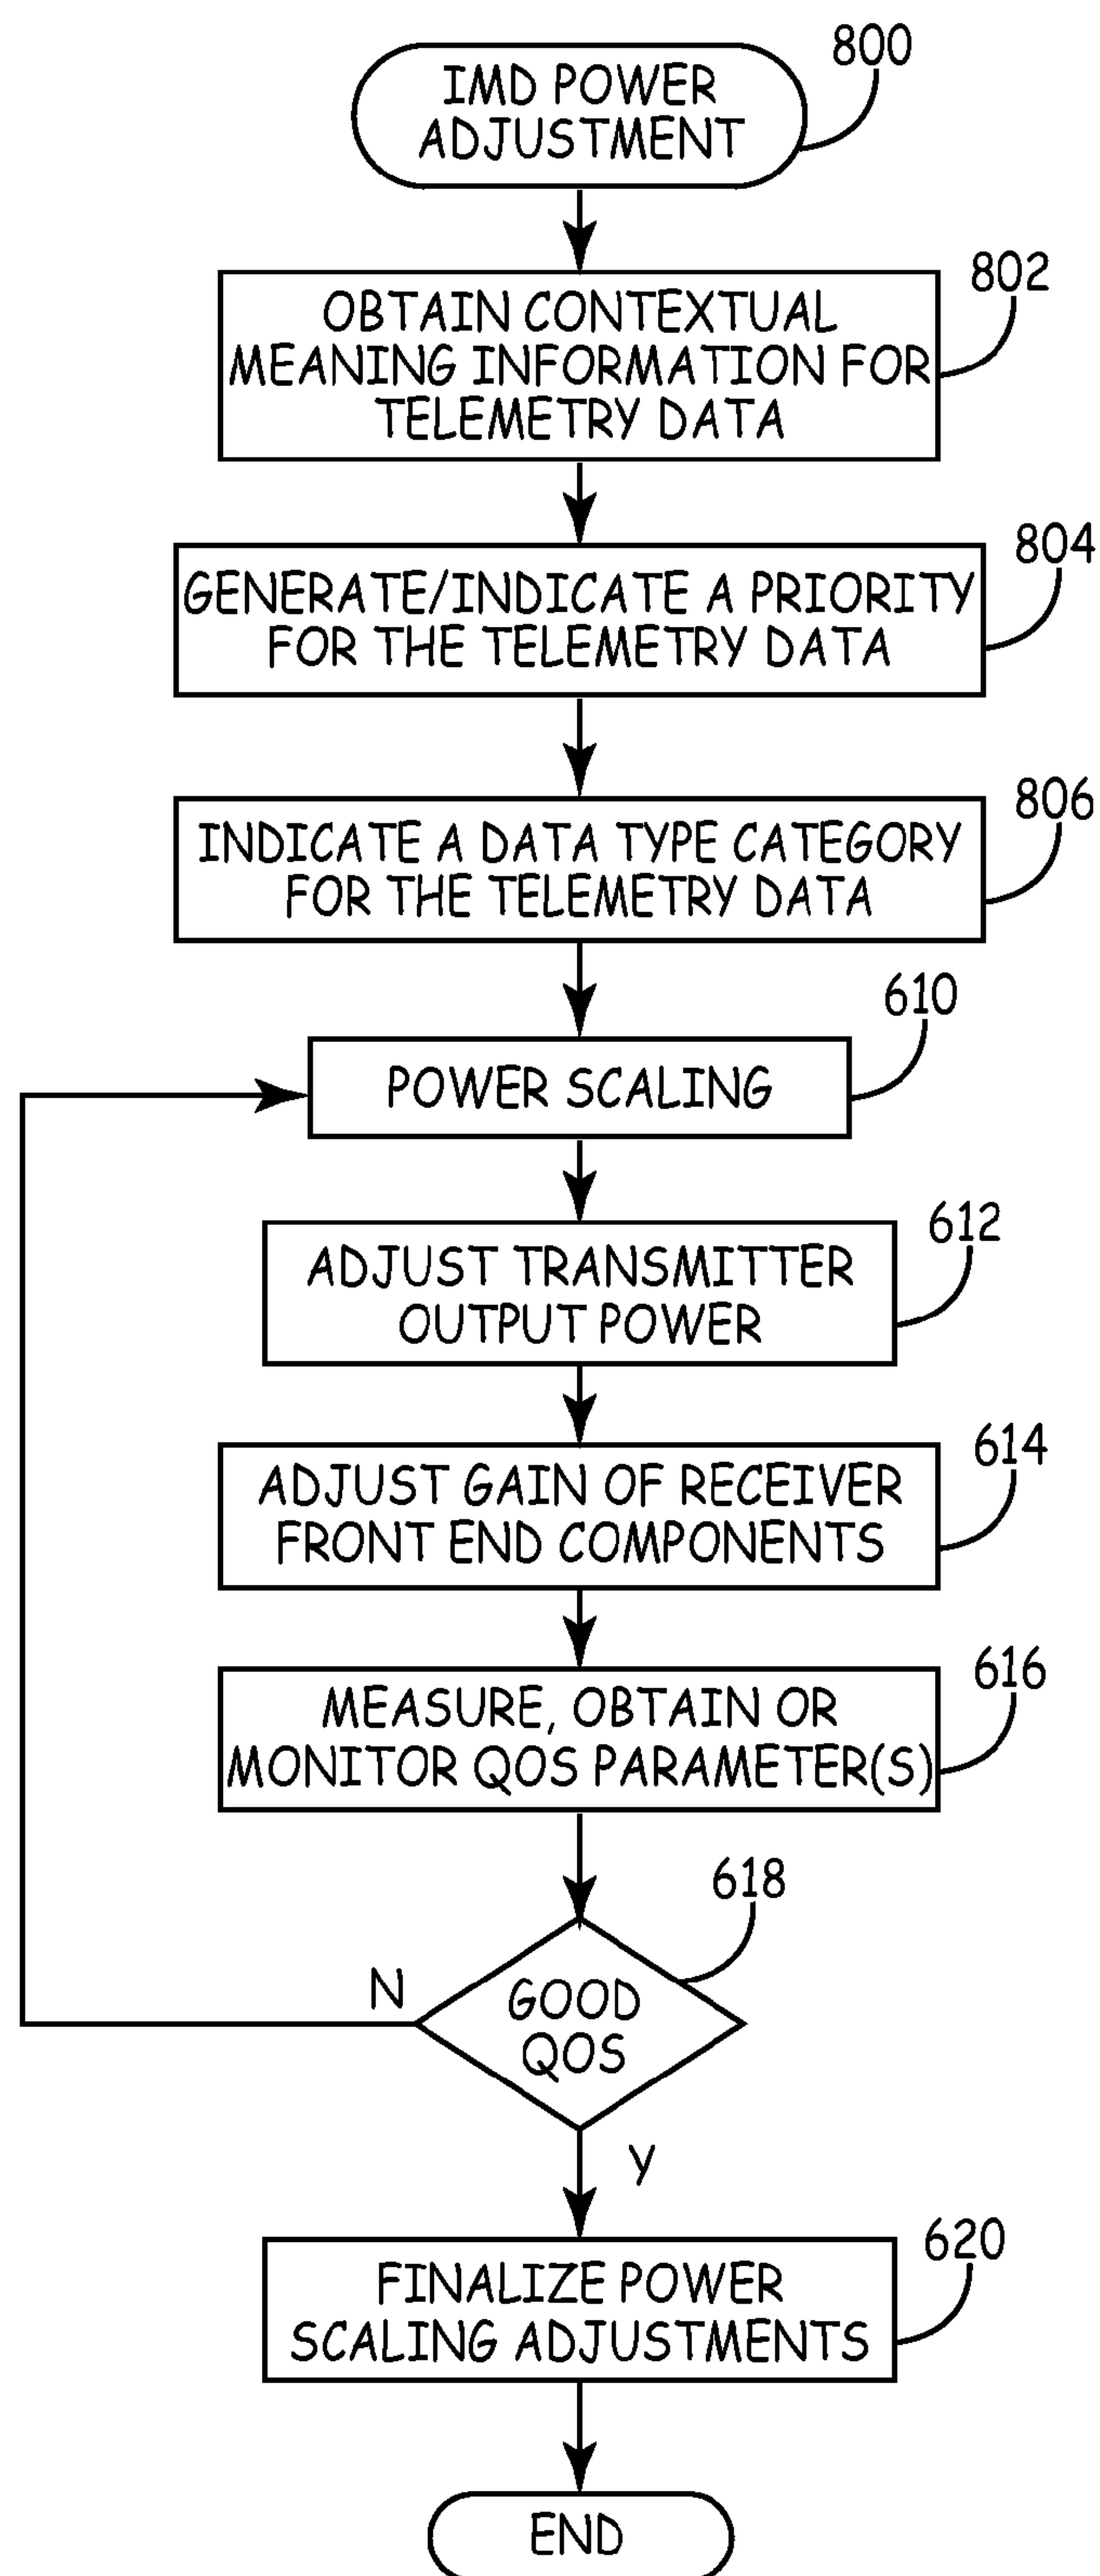 800
IMD POWER
ADJUSTMENT
802
OBTAIN CONTEXTUAL
MEANING INFORMATION FOR
TELEMETRY DATA
804
GENERATE/INDICATE A PRIORITY
FOR THE TELEMETRY DATA
806
INDICATE A DATA TYPE CATEGORY
FOR THE TELEMETRY DATA
610
POWER SCALING
612
ADJUST TRANSMITTER
OUTPUT POWER
614
ADJUST GAIN OF RECEIVER
FRONT END COMPONENTS
616
MEASURE, OBTAIN OR
MONITOR QOS PARAMETER(S)
618
N
GOOD
QOS
Y
620
FINALIZE POWER
SCALING ADJUSTMENTS
END